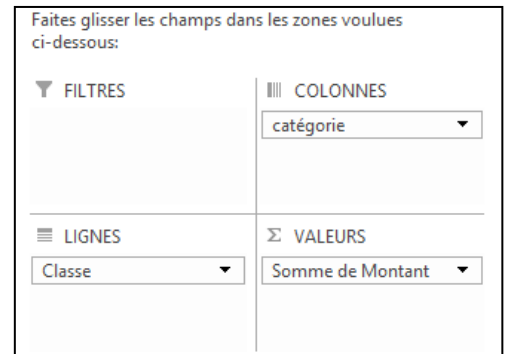 Faites glisser les champs dans les zones voulues
ci-dessous:
FILTRES
COLONNES
catégorie
LIGNES
Σ VALEURS
Classe
Somme de Montant